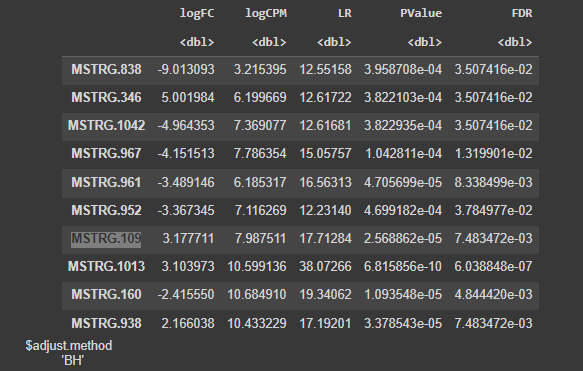 logFC logCPM LR PValue FDR
<dbl> <dbl> <dbl> <dbl> <dbl>
MSTRG.838 -9.013093 3.215395 12.55158 3.958708e-04 3.507416e-02
MSTRG.346 5.001984 6.199669 12.61722 3.822103e-04 3.507416e-02
MSTRG.1042 -4.964353 7.369077 12.61681 3.822935e-04 3.507416e-02
MSTRG.967 -4.151513 7.786354 15.05757 1.042811e-04 1.319901e-02
MSTRG.961 -3.489146 6.185317 16.56313 4.705699e-05 8.338499e-03
MSTRG.952 -3.367345 7.116269 12.23140 4.699182e-04 3.784977e-02
MSTRG.109 3.177711 7.987511 17.71284 2.568862e-05 7.483472e-03
MSTRG.1013 3.103973 10.599136 38.07266 6.815856e-10 6.038848e-07
MSTRG.160 -2.415550 10.684910 19.34062 1.093548e-05 4.844420e-03
MSTRG.938 2.166038 10.433229 17.19201 3.378543e-05 7.483472e-03
$adjust.method
'BH'